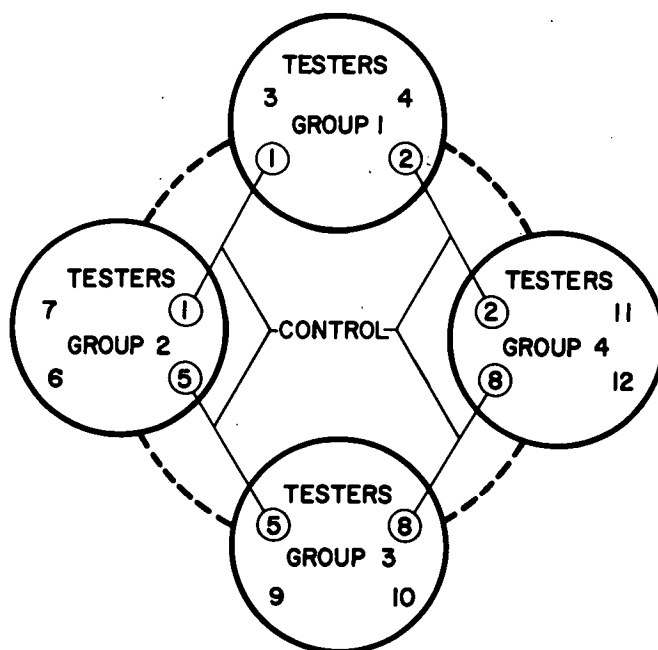 TESTERS
3 4
GROUP 1
1 2
TESTERS
7 1
GROUP 2
6 5
CONTROL
TESTERS
2 11
GROUP 4
8 12
TESTERS
5 8
GROUP 3
9 10